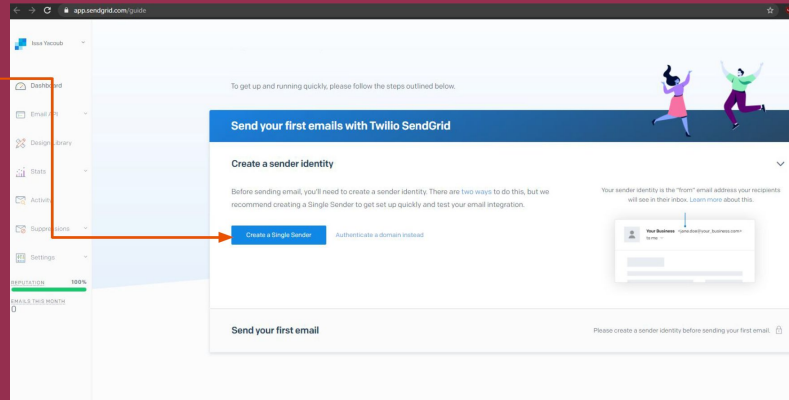 app.sendgrid.com/guide
Issa Yacoub
Dashboard
Email API
Design Library
Stats
Activity
Suppressions
Settings
REPUTATION 100%
EMAILS THIS MONTH
0
To get up and running quickly, please follow the steps outlined below.
Send your first emails with Twilio SendGrid
Create a sender identity
Before sending email, you'll need to create a sender identity. There are two ways to do this, but we
recommend creating a Single Sender to get set up quickly and test your email integration.
Create a Single Sender Authenticate a domain instead
Your sender identity is the "from" email address your recipients
will see in their inbox. Learn more about this.
Your Business <jane.doe@your_business.com>
to me
Send your first email
Please create a sender identity before sending your first email.